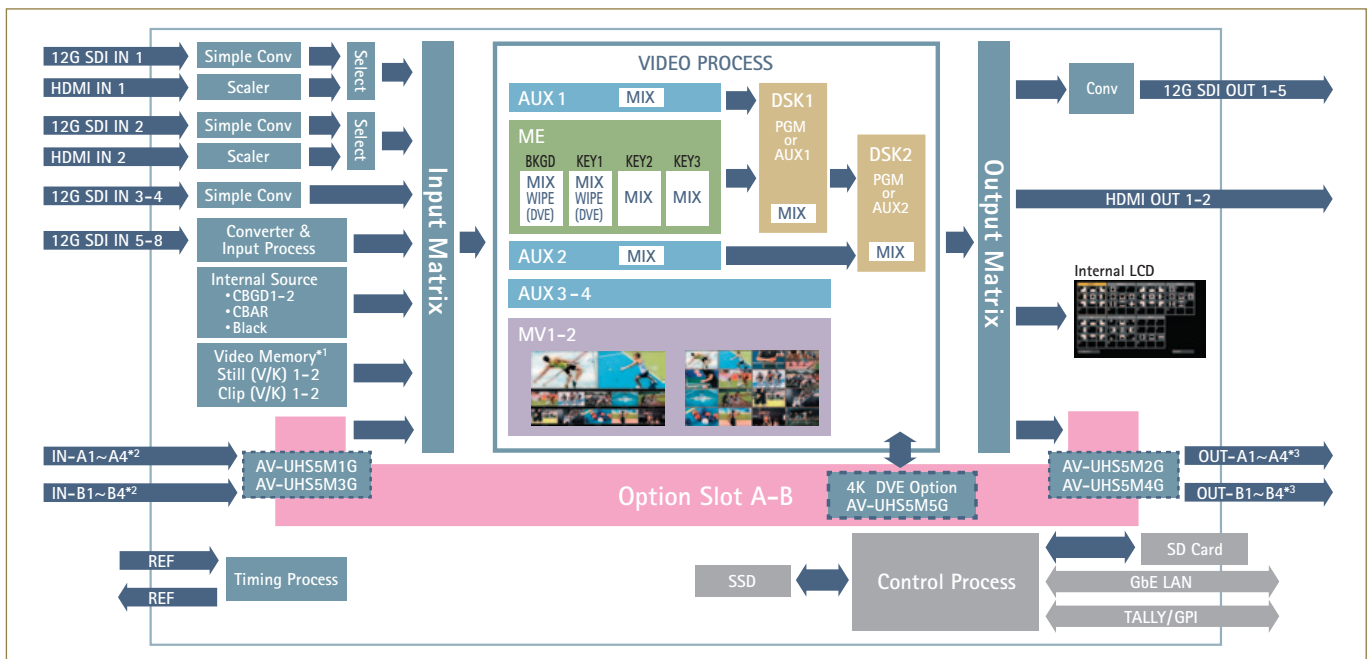 12G SDI IN 1
HDMI IN 1
12G SDI IN 2
HDMI IN 2
12G SDI IN 3-4
12G SDI IN 5-8
Simple Conv
Scaler
Select
Simple Conv
Scaler
Select
Simple Conv
Converter &
Input Process
Internal Source
•CBGD1-2
•CBAR
•Black
Video Memory*1
Still (V/K) 1-2
Clip (V/K) 1-2
Input Matrix
VIDEO PROCESS
AUX 1
MIX
ME
BKGD
KEY1
KEY2
KEY3
MIX
WIPE
(DVE)
MIX
WIPE
(DVE)
MIX
MIX
AUX 2
MIX
AUX 3-4
MV1-2
DSK1
PGM
or
AUX1
MIX
DSK2
PGM
or
AUX2
MIX
Output Matrix
Conv
12G SDI OUT 1-5
HDMI OUT 1-2
Internal LCD
IN-A1~A4*2
IN-B1~B4*2
AV-UHS5M1G
AV-UHS5M3G
Option Slot A-B
4K DVE Option
AV-UHS5M5G
AV-UHS5M2G
AV-UHS5M4G
OUT-A1~A4*3
OUT-B1~B4*3
REF
REF
Timing Process
SSD
Control Process
SD Card
GbE LAN
TALLY/GPI